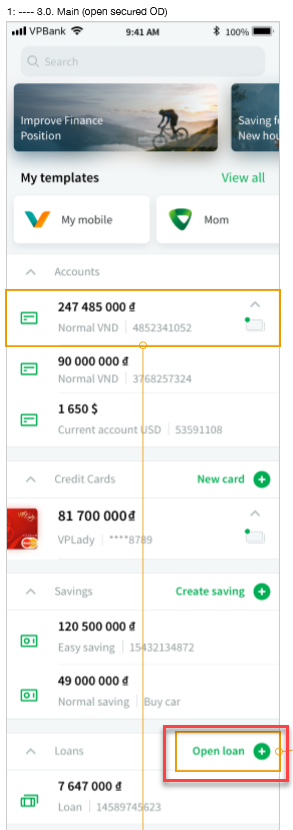 1: ---- 3.0. Main (open secured OD)
VPBank 9:41 AM 100%
Search
Improve Finance
Position
Saving fo
New hou
My templates View all
My mobile Mom
Accounts
247 485 000 ₫
Normal VND | 4852341052
90 000 000 ₫
Normal VND | 3768257324
1 650 $
Current account USD | 53591108
Credit Cards New card
81 700 000₫
VPLady | ****8789
Savings Create saving
120 500 000 ₫
Easy saving | 15432134872
49 000 000 ₫
Normal saving | Buy car
Loans Open loan
7 647 000 ₫
Loan | 14589745623